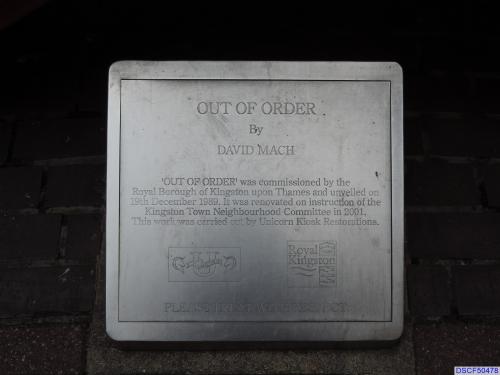 OUT OF ORDER
By
DAVID MACH
'OUT OF ORDER' was commissioned by the
Royal Borough of Kingston upon Thames and unveiled on
19th December 1989. It was renovated on instruction of the
Kingston Town Neighbourhood Committee in 2001.
This work was carried out by Unicorn Kiosk Restorations.
Royal
Kingston
PLEASE TREAT WITH RESPECT
DSCF50478